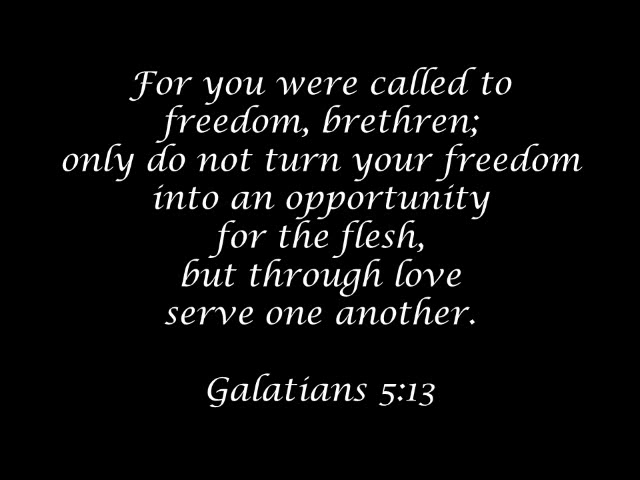 For you were called to
freedom, brethren;
only do not turn your freedom
into an opportunity
for the flesh,
but through love
serve one another.
Galatians 5:13